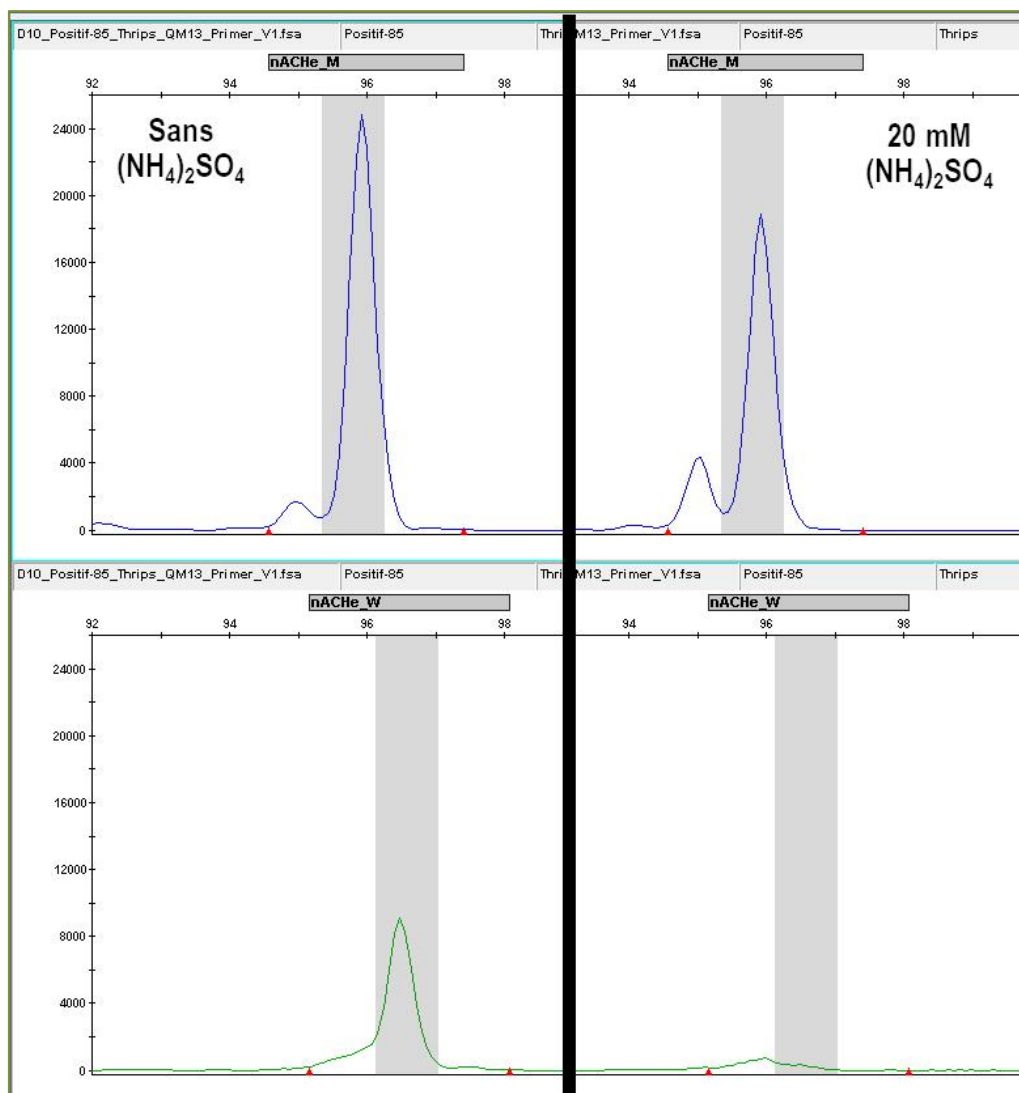 D10_Positif-85_Thrips_QM13_Primer_V1.fsa Positif-85 Thri M13_Primer_V1.fsa Positif-85 Thrips
nACHe_M nACHe_M
92 94 96 98 94 96 98
Sans
(NH4)2SO4
20 mM
(NH4)2SO4
24000
20000
16000
12000
8000
4000
0
D10_Positif-85_Thrips_QM13_Primer_V1.fsa Positif-85 Thri M13_Primer_V1.fsa Positif-85 Thrips
nACHe_W nACHe_W
92 94 96 98 94 96 98
24000
20000
16000
12000
8000
4000
0